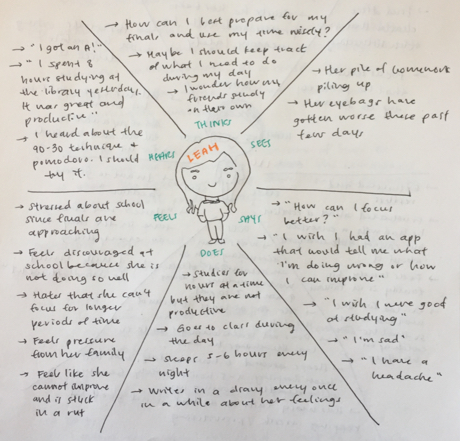 → How can I best prepare for my
finals and use my time wisely?
→ Maybe I should keep track
of what I need to do
during my day
→ I wonder how my
friends study
on their own
THINKS
→ "I got an A!"
→ "I spent 8
hours studying at
the library yesterday.
It was great and
productive"
→ I heard about the
90-30 technique &
pomodoro. I should
try it.
HEARS
→ Her pile of homework
piling up
→ Her eyebags have
gotten worse these past
few days
SEES
LEAH
→ Stressed about school
since finals are
approaching
→ Feels discouraged at
school because she is
not doing so well
→ Hates that she can't
focus for longer
periods of time
→ Feels pressure
from her family
→ Feels like she
cannot improve
and is stuck
in a rut
FEELS
SAYS
→ "How can I focus
better?"
→ "I wish I had an app
that would tell me what
I'm doing wrong or how
I can improve"
→ "I wish I were good
at studying"
→ "I'm sad"
→ "I have a
headache"
DOES
→ Studies for
hours at a time
but they are not
productive
→ Goes to class during
the day
→ Sleeps 5-6 hours every
night
→ Writes in a diary every once
in a while about her feelings